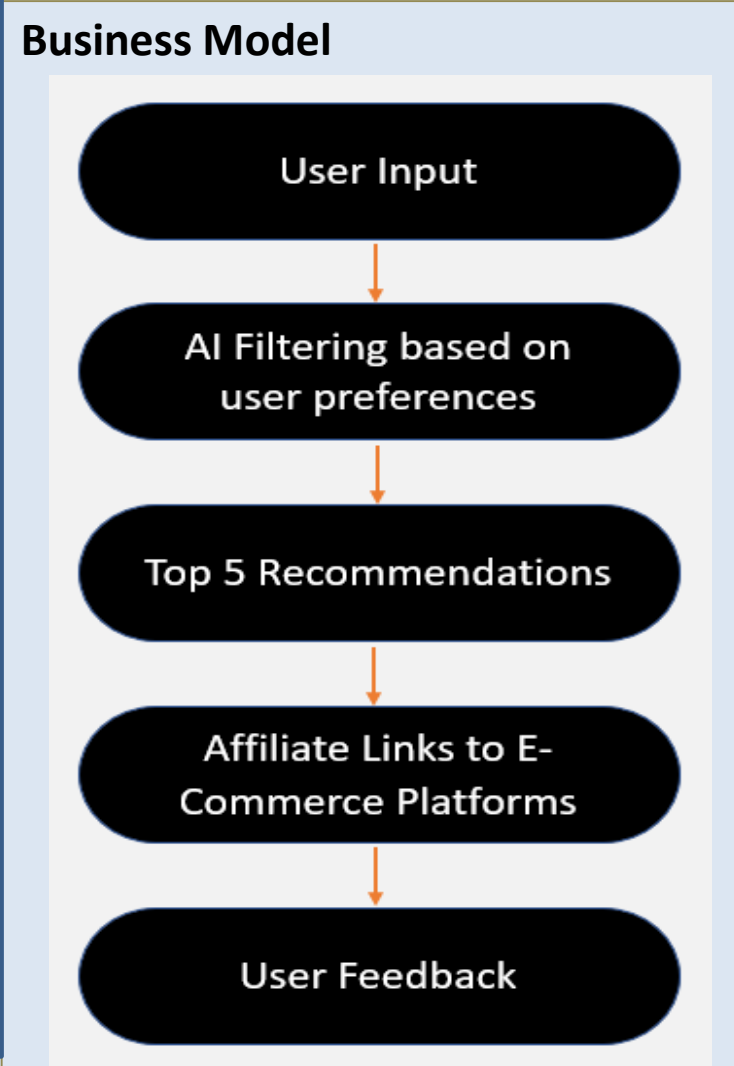 Business Model
User Input
AI Filtering based on
user preferences
Top 5 Recommendations
Affiliate Links to E-
Commerce Platforms
User Feedback